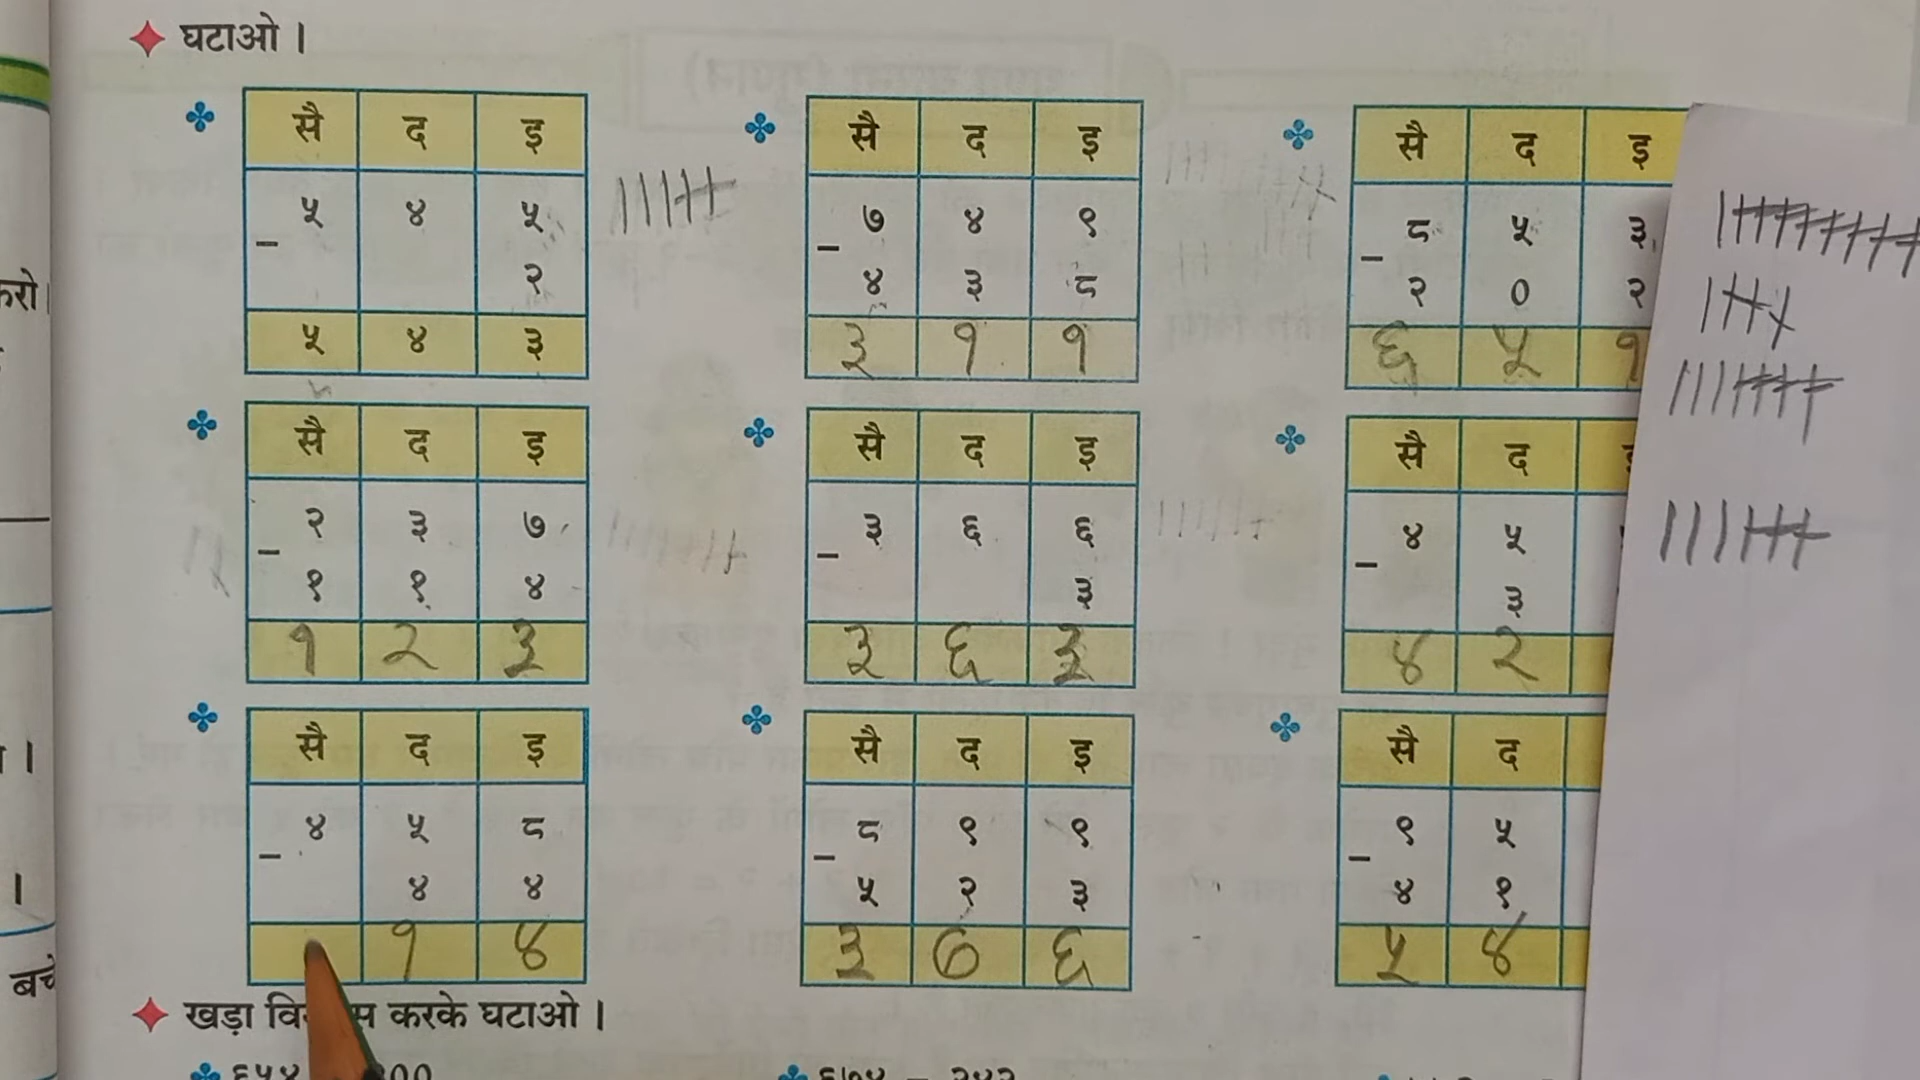 घटाओ ।
सै द इ
५ ४ ५
-
२
५ ४ ३
सै द इ
७ ४ ९
-
४ ३ ८
३ १ १
सै द इ
८ ५ ३
-
२ ० २
६ ५ १
सै द इ
२ ३ ७
-
१ १ ४
१ २ ३
सै द इ
३ ६ ६
-
३
३ ६ ३
सै द
४ ५
-
३
४ २
सै द इ
४ ५ ८
-
४ ४
१ ४
सै द इ
८ ९ ९
-
५ २ ३
३ ७ ६
सै द
९ ५
-
४ १
५ ४
करके घटाओ ।
खड़ा
६७४ - २४२